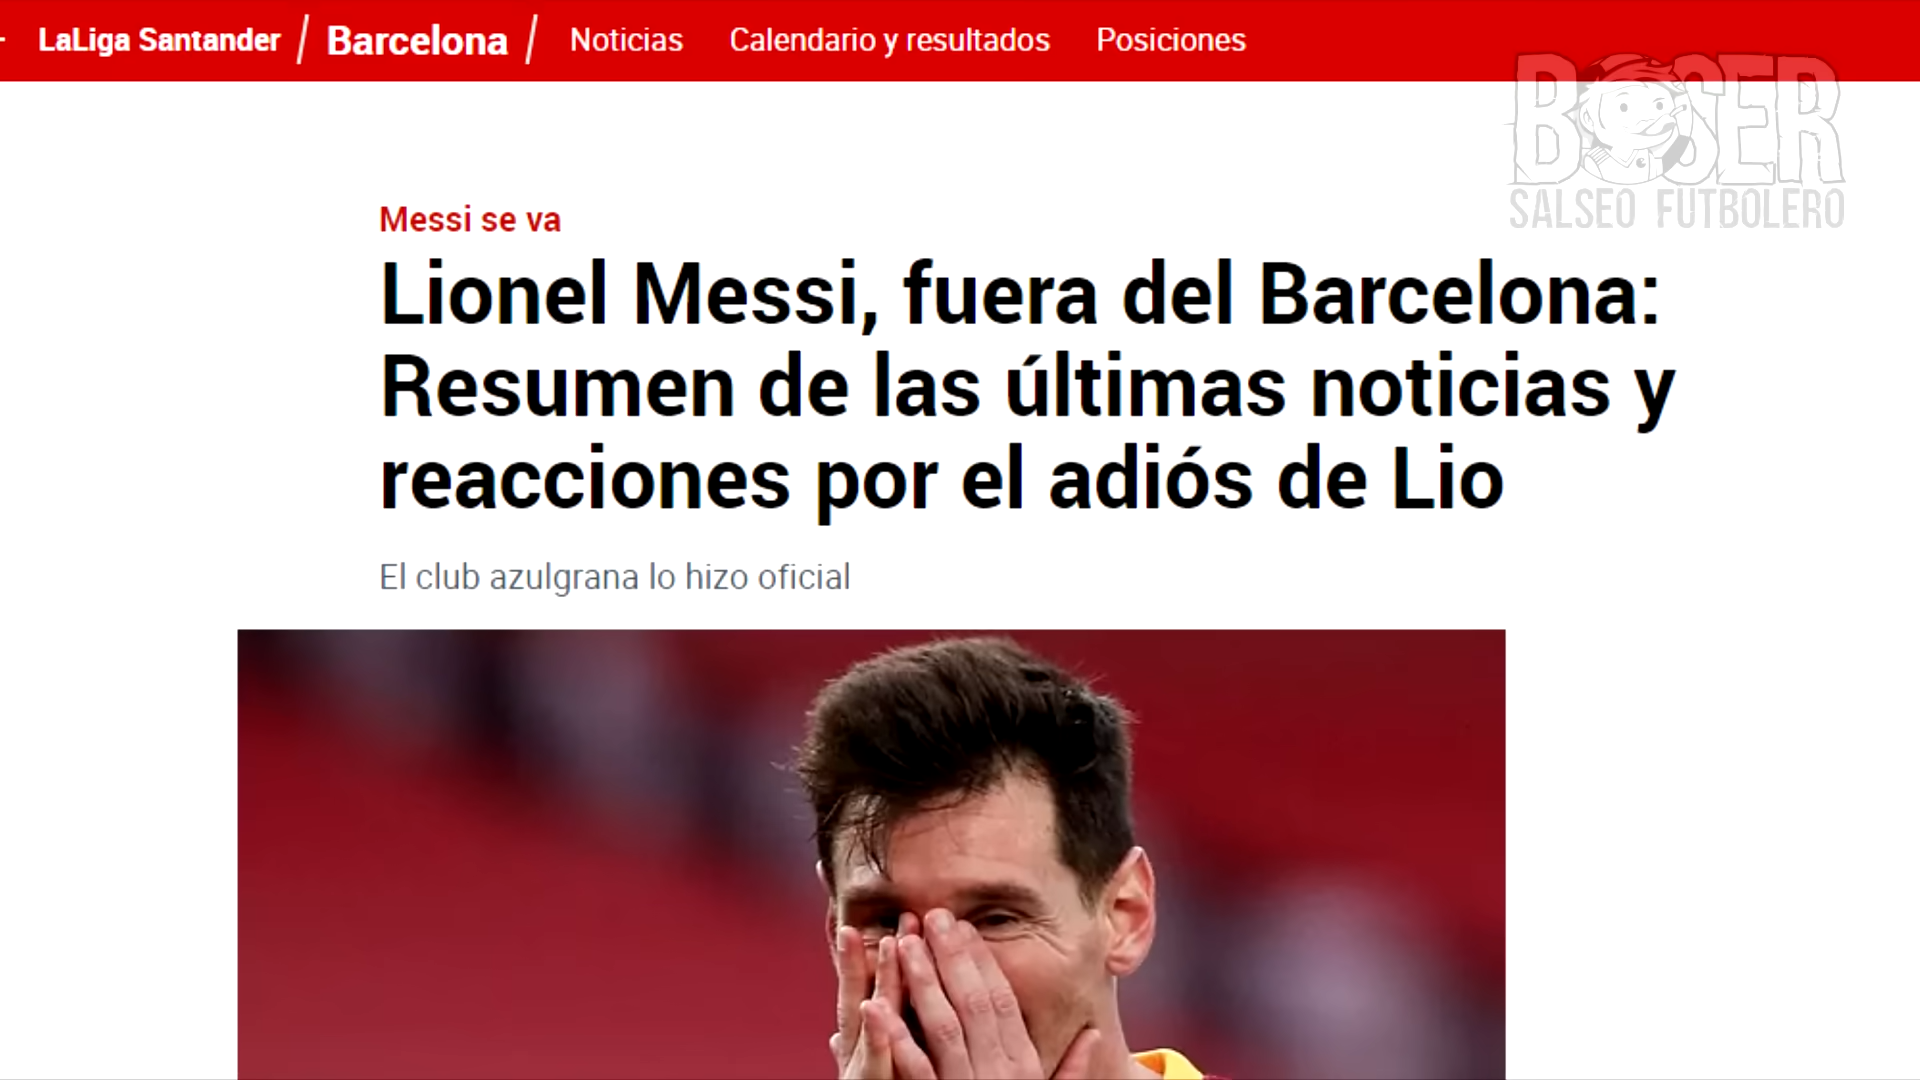 LaLiga Santander / Barcelona / Noticias Calendario y resultados Posiciones
BOSER
SALSEO FUTBOLERO
Messi se va
Lionel Messi, fuera del Barcelona:
Resumen de las últimas noticias y
reacciones por el adiós de Lio
El club azulgrana lo hizo oficial